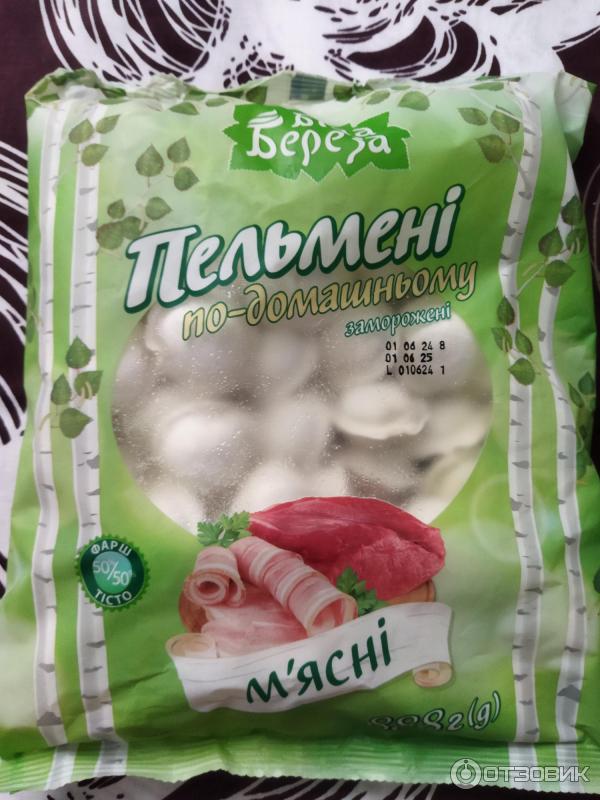 Береза
Пельмені
по-домашньому
заморожені
01 06 24 8
01 06 25
L 010624 1
ФАРШ
50/50
ТІСТО
м'ясні
(g)
ОТЗОВИК